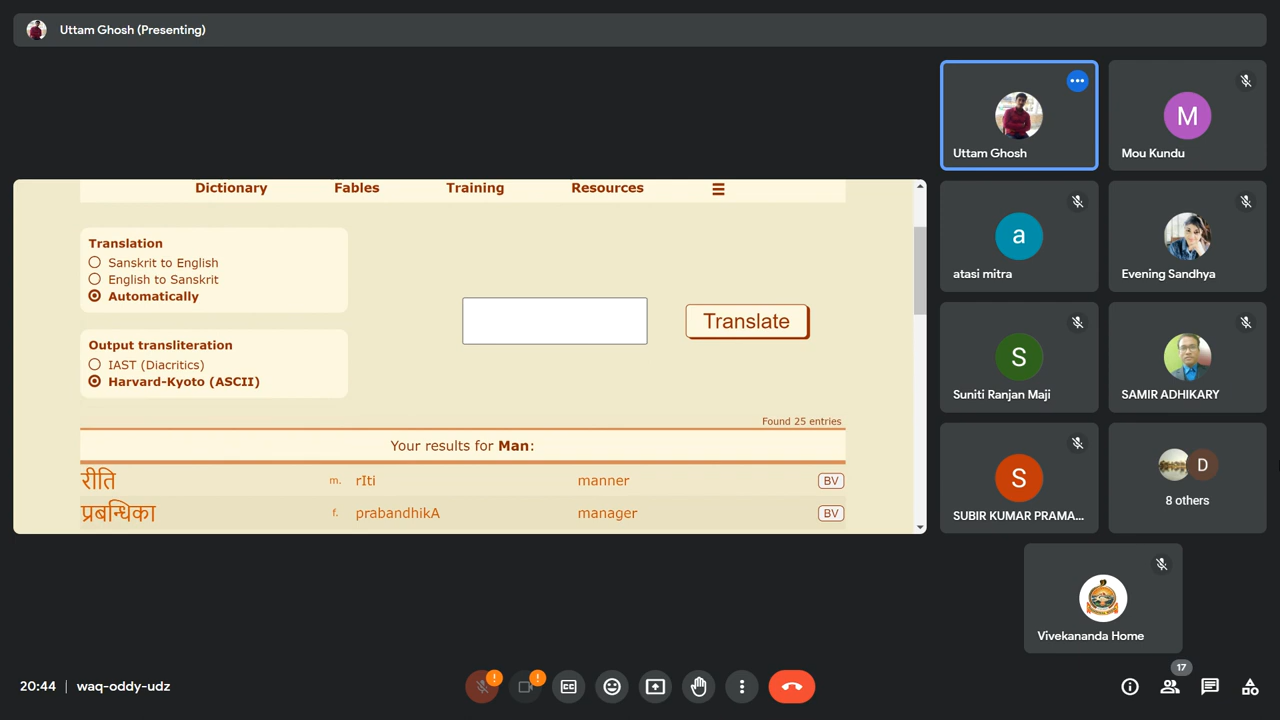 Uttam Ghosh (Presenting)
Dictionary Fables Training Resources
Translation
Sanskrit to English
English to Sanskrit
Automatically
Translate
Output transliteration
IAST (Diacritics)
Harvard-Kyoto (ASCII)
Found 25 entries
Your results for Man:
रीति m. rIti manner BV
प्रबन्धिका f. prabandhikA manager BV
Uttam Ghosh
M
Mou Kundu
a
atasi mitra
Evening Sandhya
S
Suniti Ranjan Maji
SAMIR ADHIKARY
S
SUBIR KUMAR PRAMA...
D
8 others
Vivekananda Home
20:44 | waq-oddy-udz
CC
17